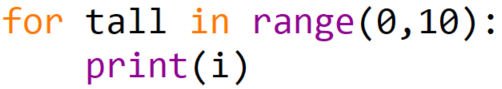 for tall in range(0,10):
    print(i)